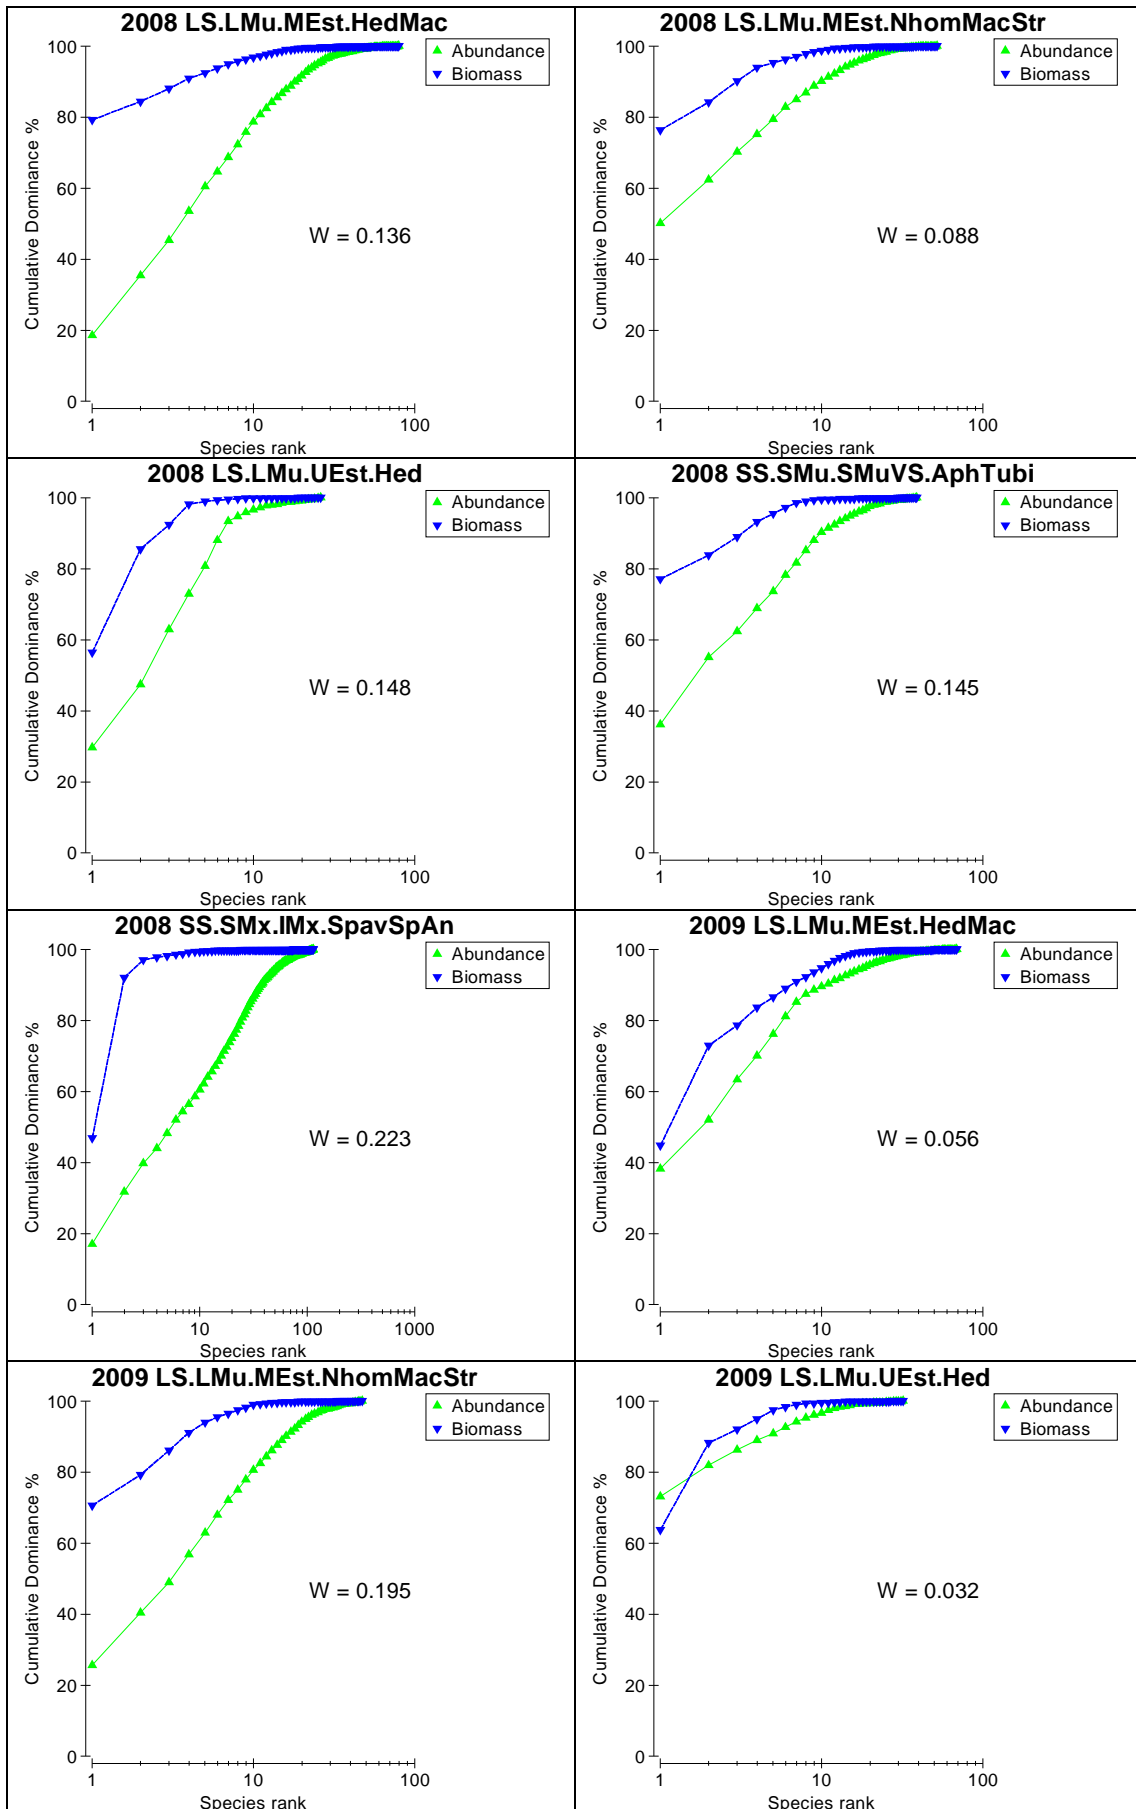 2008 LS.LMu.MEst.HedMac
Cumulative Dominance %
100
80
60
40
20
0
Abundance
Biomass
W = 0.136
1 10 100
Species rank
2008 LS.LMu.MEst.NhomMacStr
Cumulative Dominance %
100
80
60
40
20
0
Abundance
Biomass
W = 0.088
1 10 100
Species rank
2008 LS.LMu.UEst.Hed
Cumulative Dominance %
100
80
60
40
20
0
Abundance
Biomass
W = 0.148
1 10 100
Species rank
2008 SS.SMu.SMuVS.AphTubi
Cumulative Dominance %
100
80
60
40
20
0
Abundance
Biomass
W = 0.145
1 10 100
Species rank
2008 SS.SMx.IMx.SpavSpAn
Cumulative Dominance %
100
80
60
40
20
0
Abundance
Biomass
W = 0.223
1 10 100 1000
Species rank
2009 LS.LMu.MEst.HedMac
Cumulative Dominance %
100
80
60
40
20
0
Abundance
Biomass
W = 0.056
1 10 100
Species rank
2009 LS.LMu.MEst.NhomMacStr
Cumulative Dominance %
100
80
60
40
20
0
Abundance
Biomass
W = 0.195
1 10 100
Species rank
2009 LS.LMu.UEst.Hed
Cumulative Dominance %
100
80
60
40
20
0
Abundance
Biomass
W = 0.032
1 10 100
Species rank